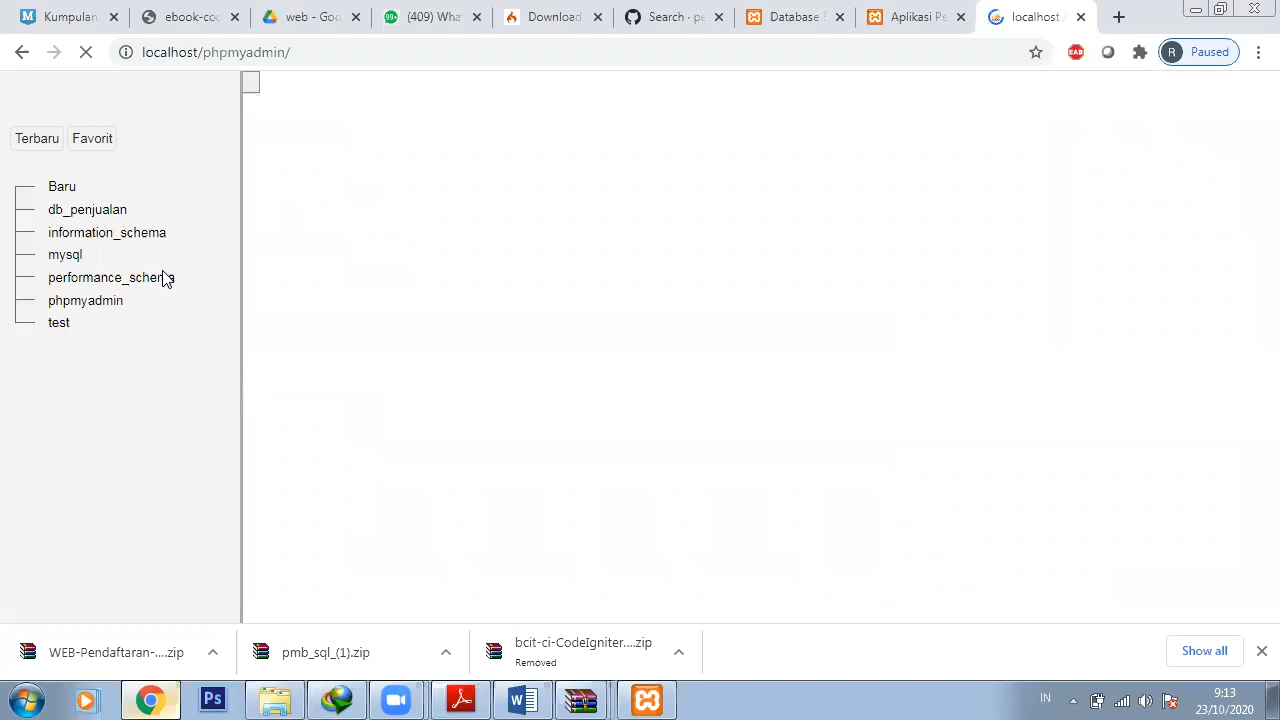 Kumpulan
ebook-coc
web - Goo
(409) Wha
Download
Search · pe
Database
Aplikasi P
localhost
localhost/phpmyadmin/
EAB
R
Paused
Terbaru
Favorit
Baru
db_penjualan
information_schema
mysql
performance_schema
phpmyadmin
test
WEB-Pendaftaran-....zip
pmb_sql_(1).zip
bcit-ci-CodeIgniter....zip
Removed
Show all
Ps
IN
9:13
23/10/2020